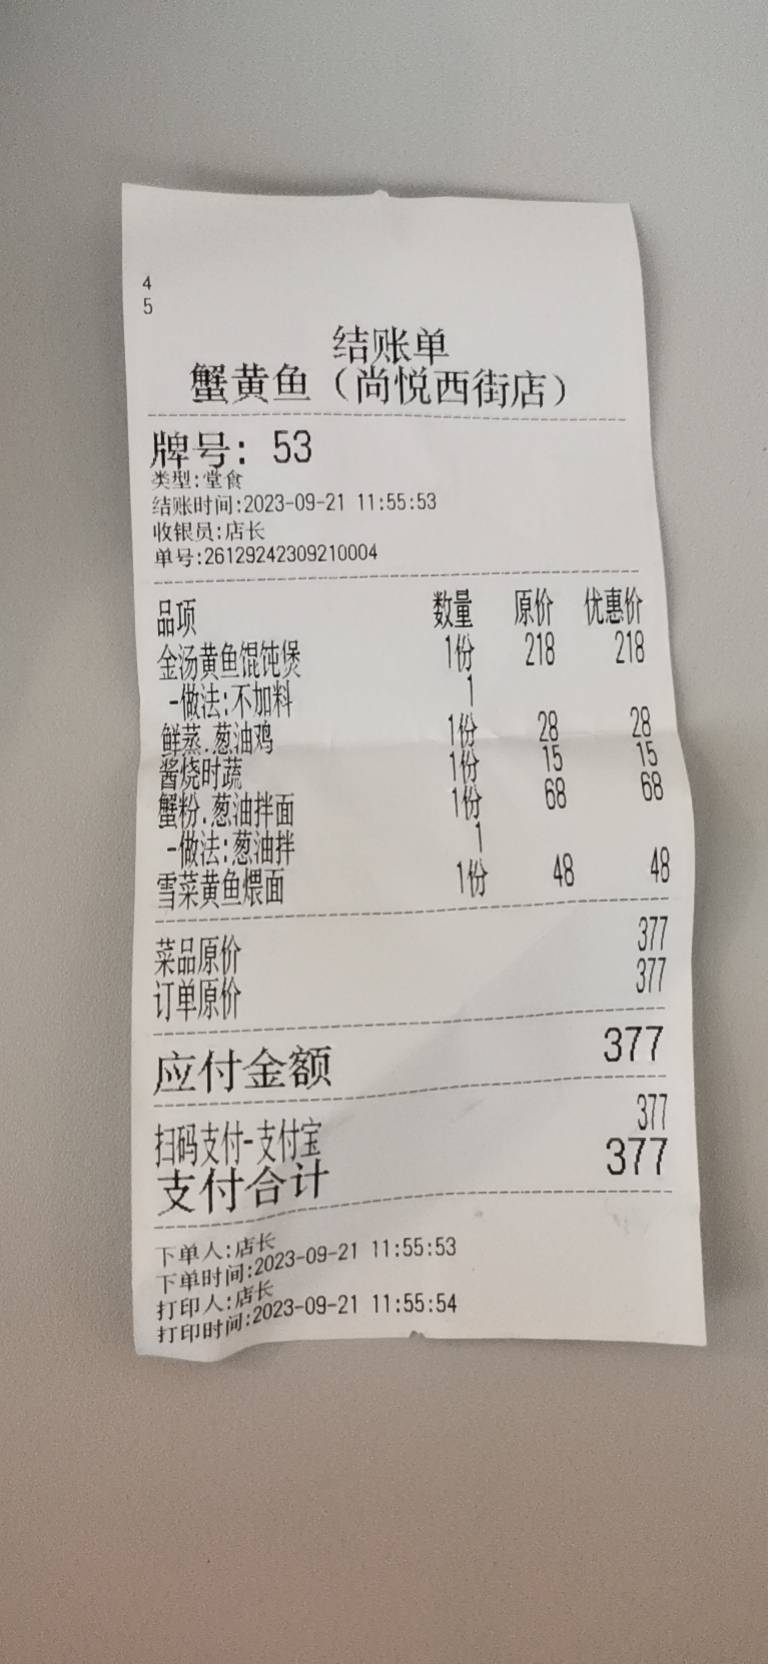 4
5
结账单
蟹黄鱼（尚悦西街店）
牌号: 53
类型:堂食
结账时间:2023-09-21 11:55:53
收银员:店长
单号:26129242309210004
品项 数量 原价 优惠价
金汤黄鱼馄饨煲 1份 218 218
-做法:不加料 1
鲜蒸.葱油鸡 1份 28 28
酱烧时蔬 1份 15 15
蟹粉.葱油拌面 1份 68 68
-做法:葱油拌 1
雪菜黄鱼煨面 1份 48 48
菜品原价 377
订单原价 377
应付金额 377
扫码支付-支付宝 377
支付合计 377
下单人:店长
下单时间:2023-09-21 11:55:53
打印人:店长
打印时间:2023-09-21 11:55:54